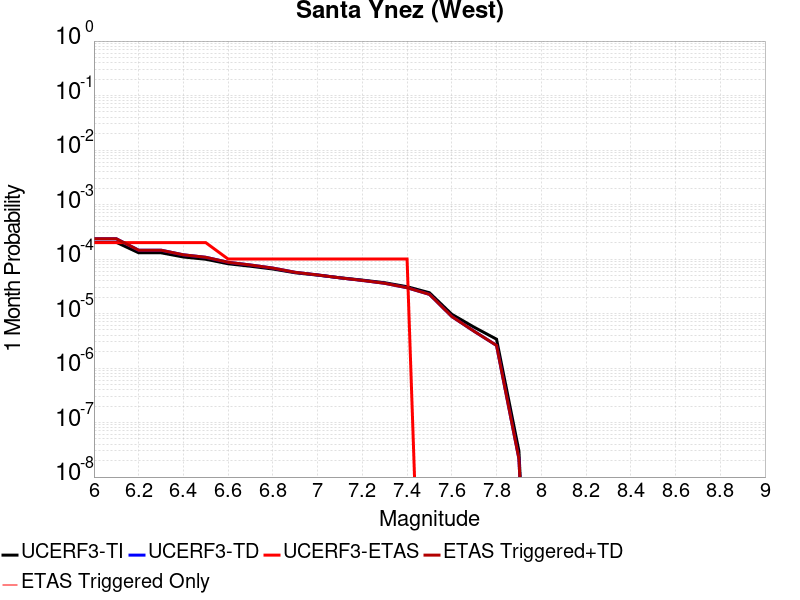 Santa Ynez (West)
10^0
10^-1
10^-2
10^-3
10^-4
10^-5
10^-6
10^-7
10^-8
1 Month Probability
6 6.2 6.4 6.6 6.8 7 7.2 7.4 7.6 7.8 8 8.2 8.4 8.6 8.8 9
Magnitude
UCERF3-TI UCERF3-TD UCERF3-ETAS ETAS Triggered+TD
ETAS Triggered Only